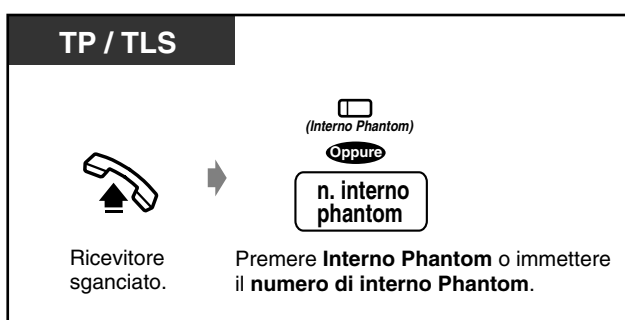 TP / TLS
(Interno Phantom)
Oppure
n. interno
phantom
Ricevitore
sganciato.
Premere Interno Phantom o immettere
il numero di interno Phantom.